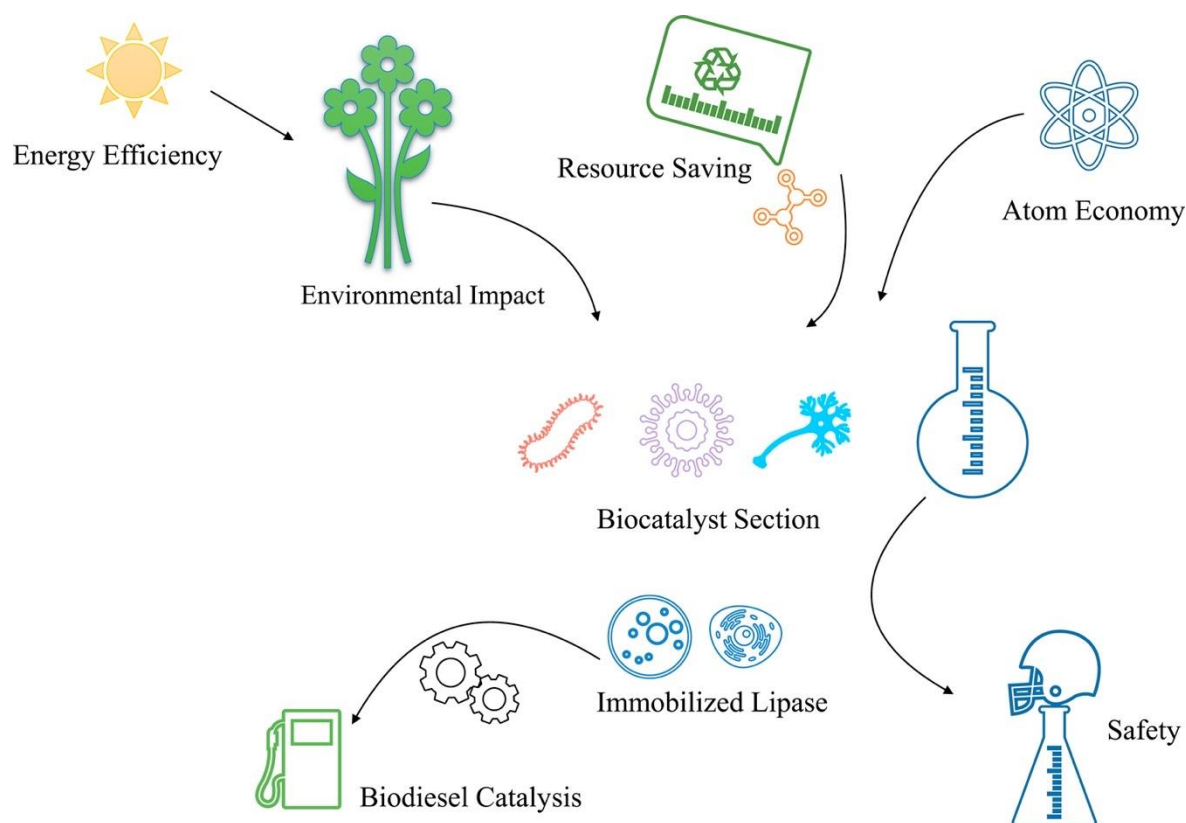 Energy Efficiency
Resource Saving
Atom Economy
Environmental Impact
Biocatalyst Section
Immobilized Lipase
Safety
Biodiesel Catalysis